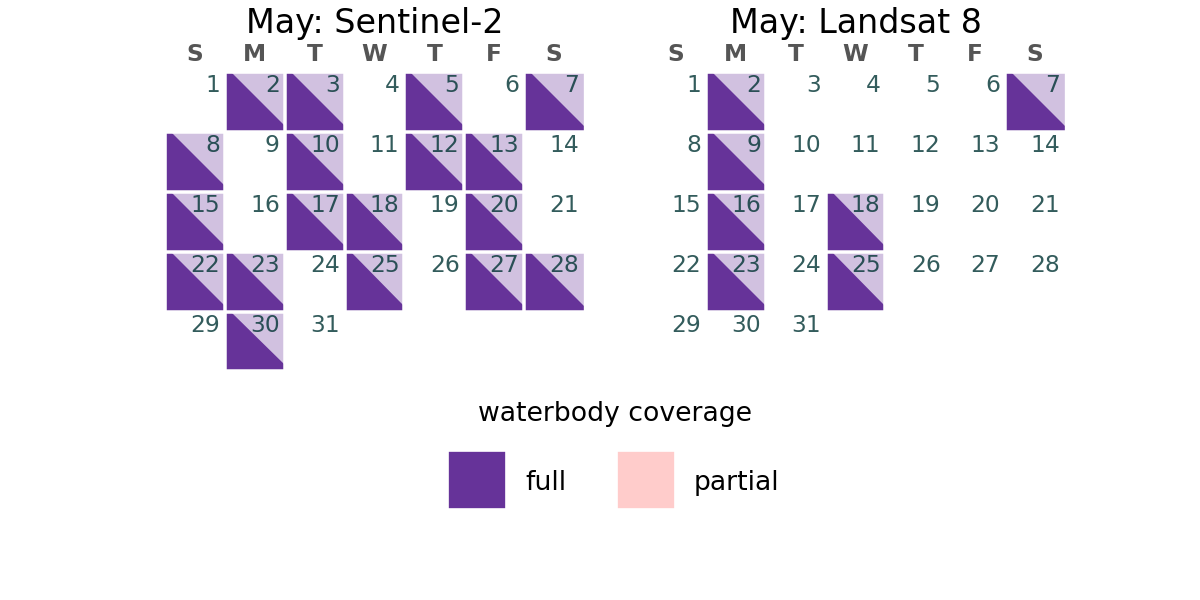 May: Sentinel-2
S M T W T F S
1 2 3 4 5 6 7
8 9 10 11 12 13 14
15 16 17 18 19 20 21
22 23 24 25 26 27 28
29 30 31
May: Landsat 8
S M T W T F S
1 2 3 4 5 6 7
8 9 10 11 12 13 14
15 16 17 18 19 20 21
22 23 24 25 26 27 28
29 30 31
waterbody coverage
full partial